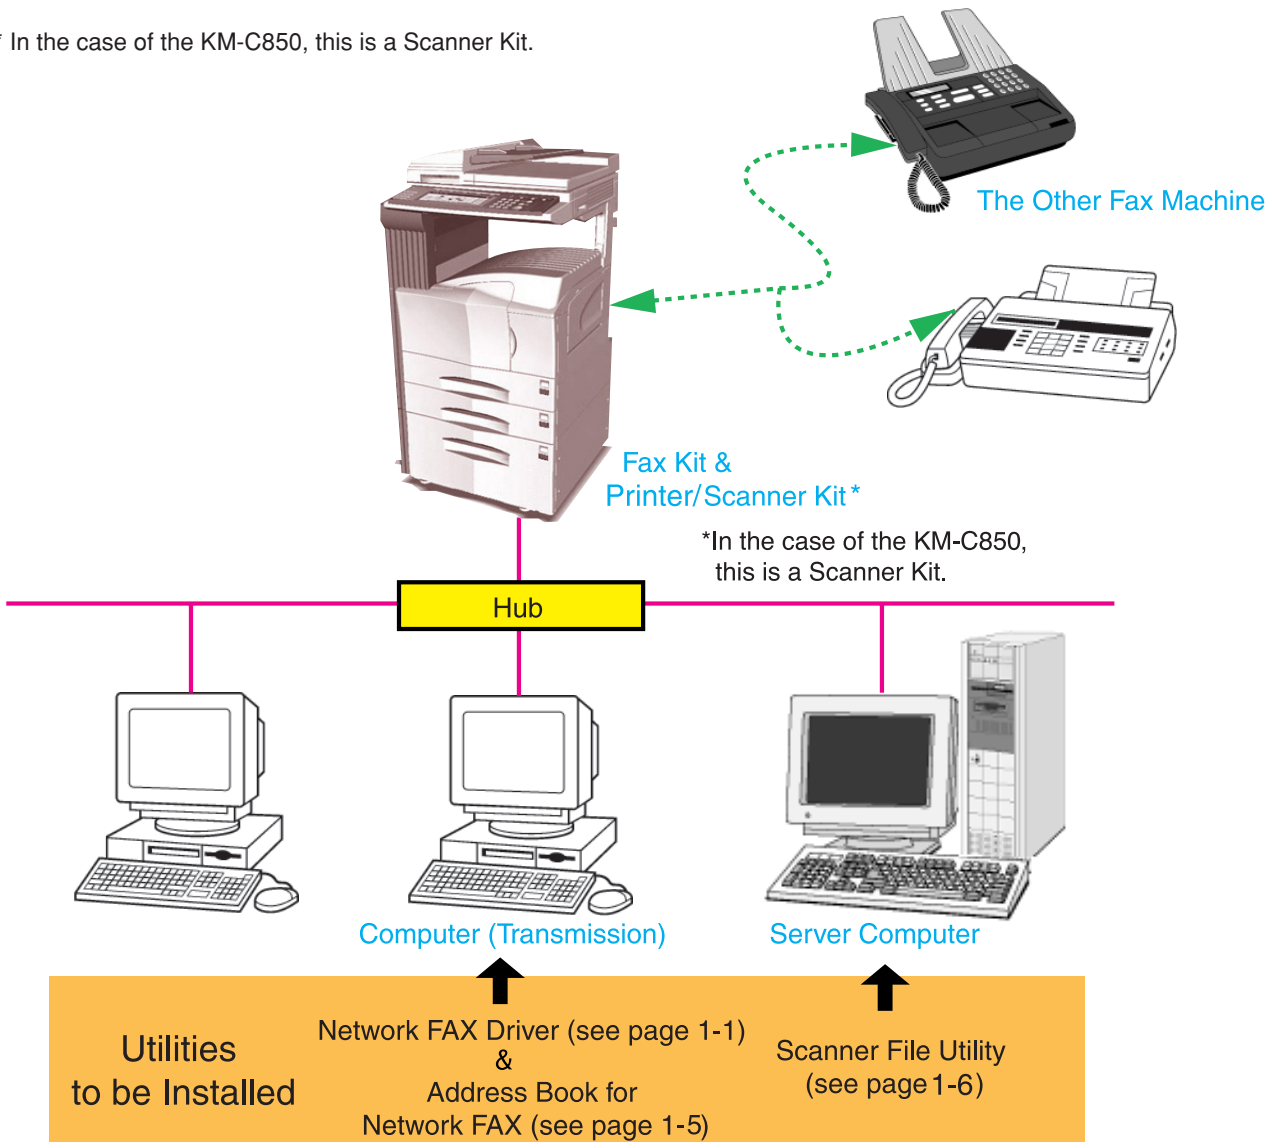 * In the case of the KM-C850, this is a Scanner Kit.
The Other Fax Machine
Fax Kit &
Printer/Scanner Kit*
*In the case of the KM-C850,
this is a Scanner Kit.
Hub
Computer (Transmission)
Server Computer
Utilities
to be Installed
Network FAX Driver (see page 1-1)
&
Address Book for
Network FAX (see page 1-5)
Scanner File Utility
(see page 1-6)